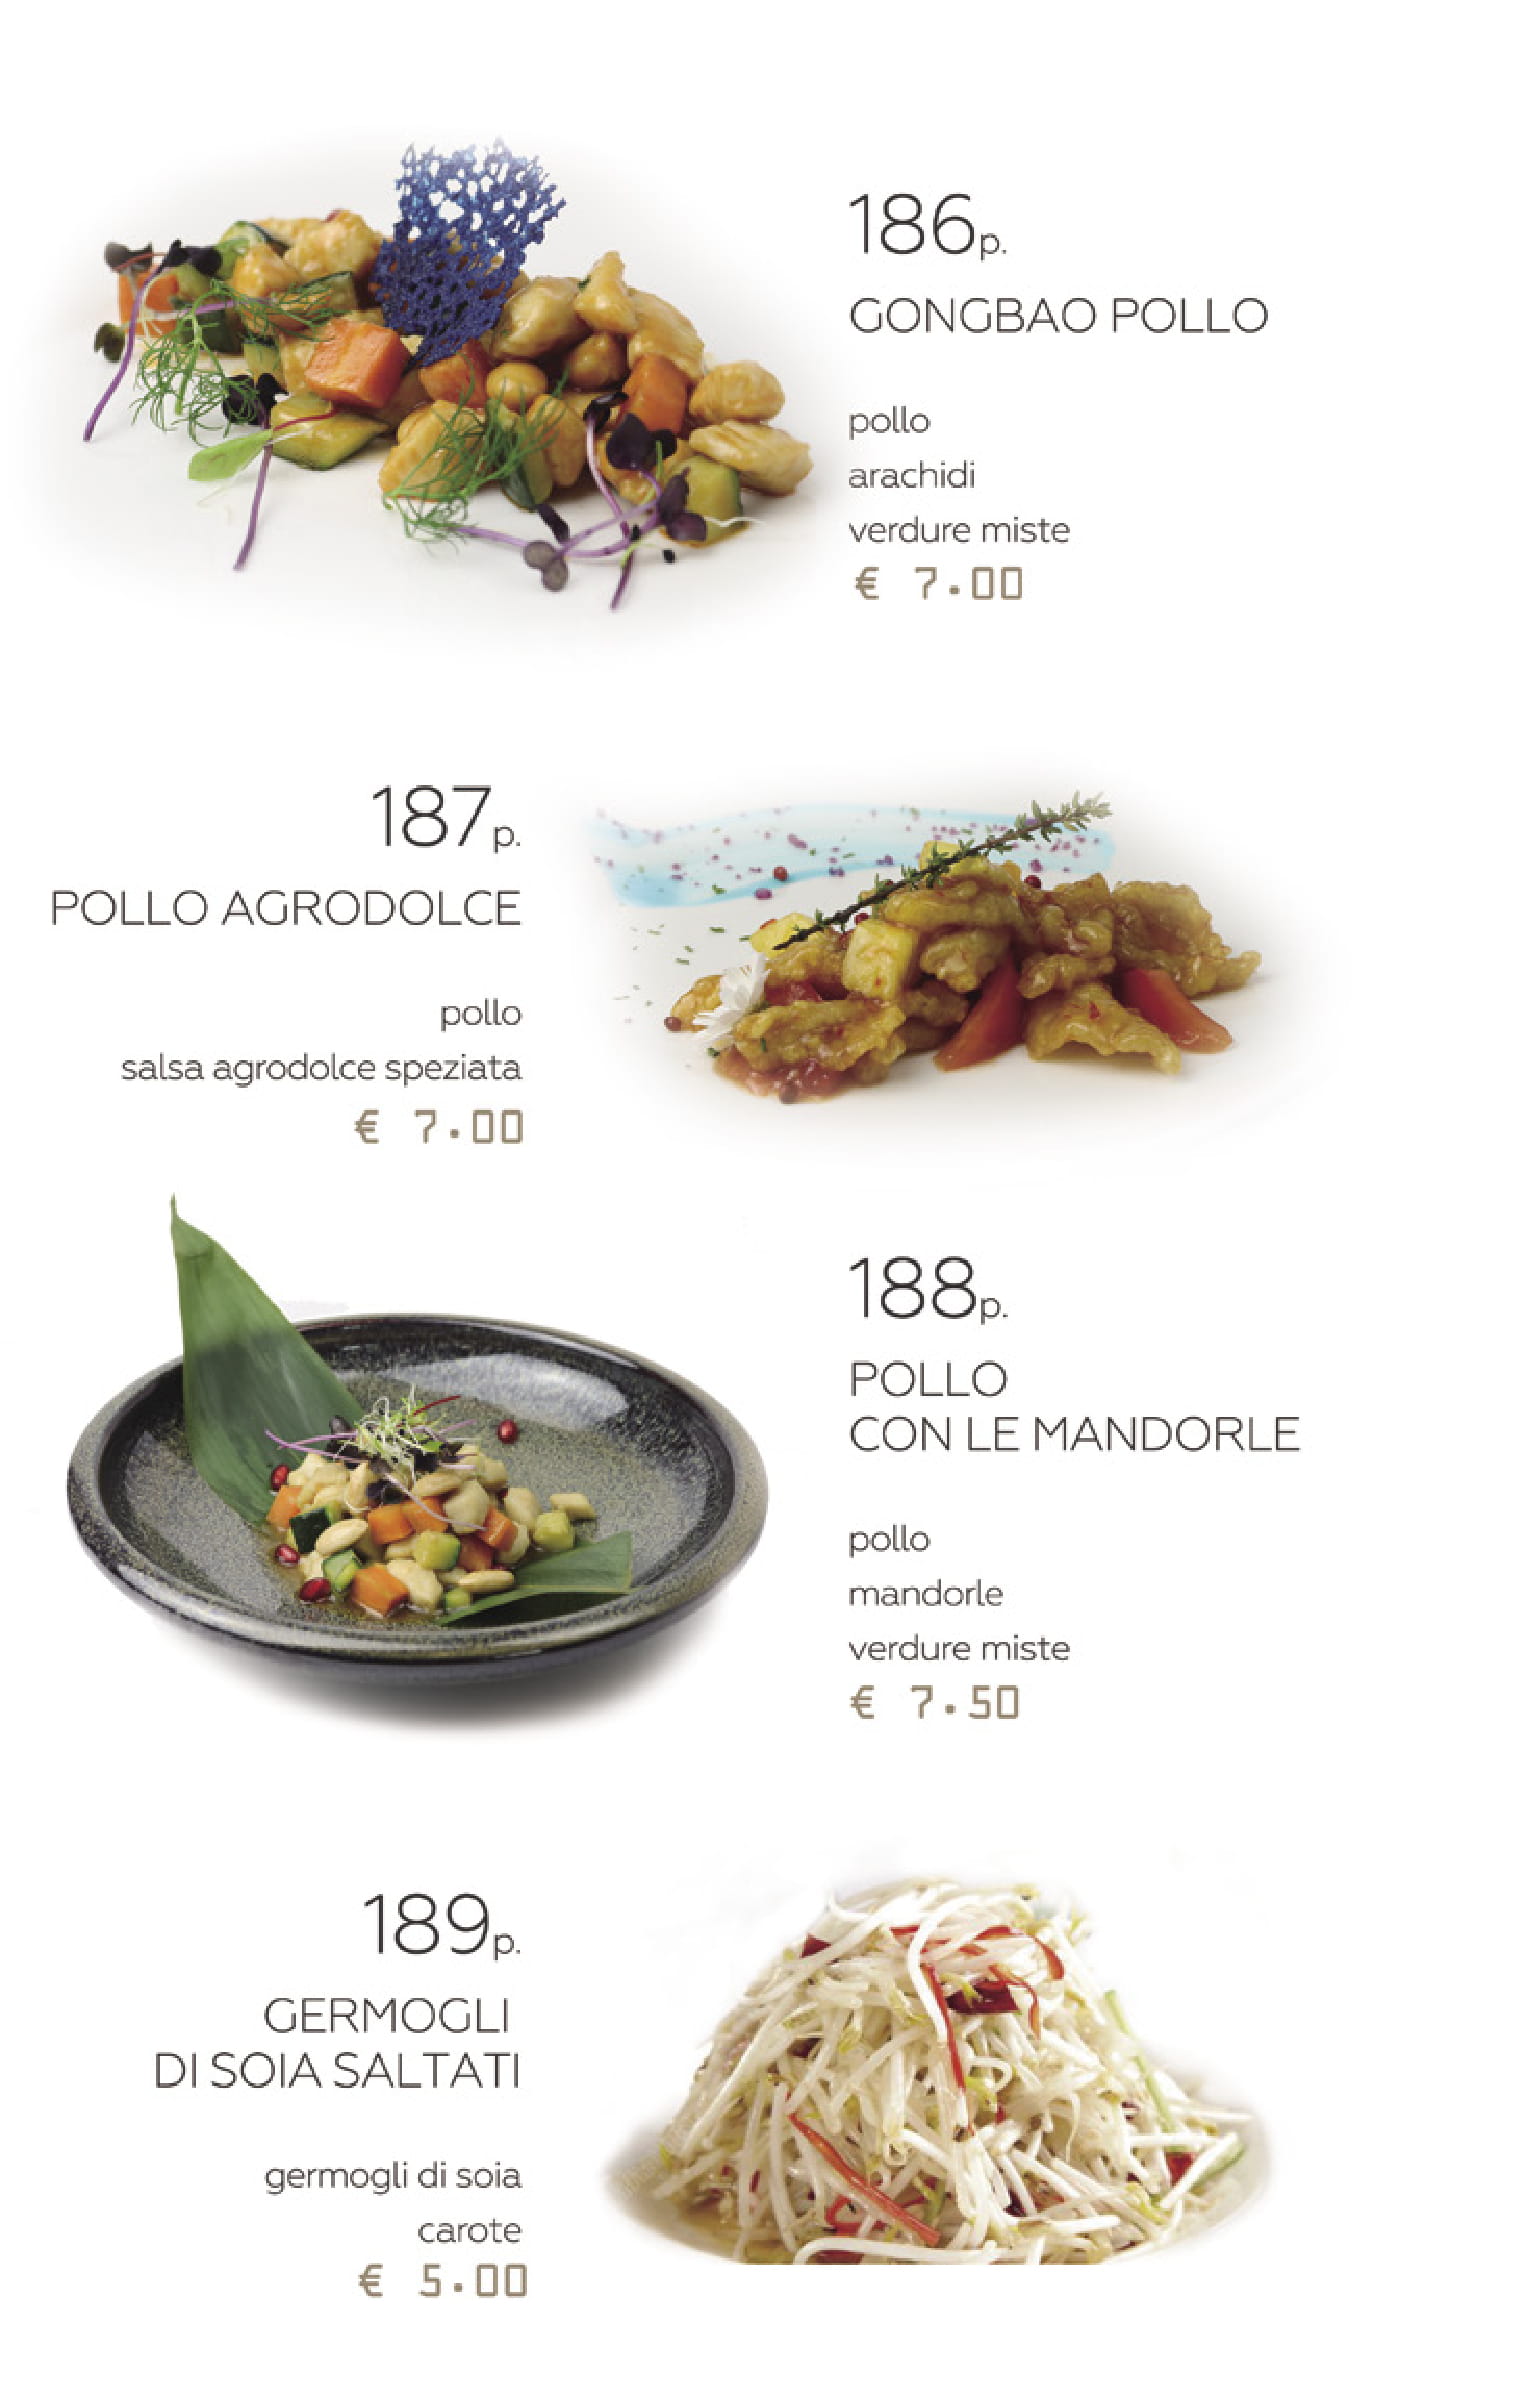 186p.
GONGBAO POLLO
pollo
arachidi
verdure miste
€ 7.00
187p.
POLLO AGRODOLCE
pollo
salsa agrodolce speziata
€ 7.00
188p.
POLLO
CON LE MANDORLE
pollo
mandorle
verdure miste
€ 7.50
189p.
GERMOGLI
DI SOIA SALTATI
germogli di soia
carote
€ 5.00